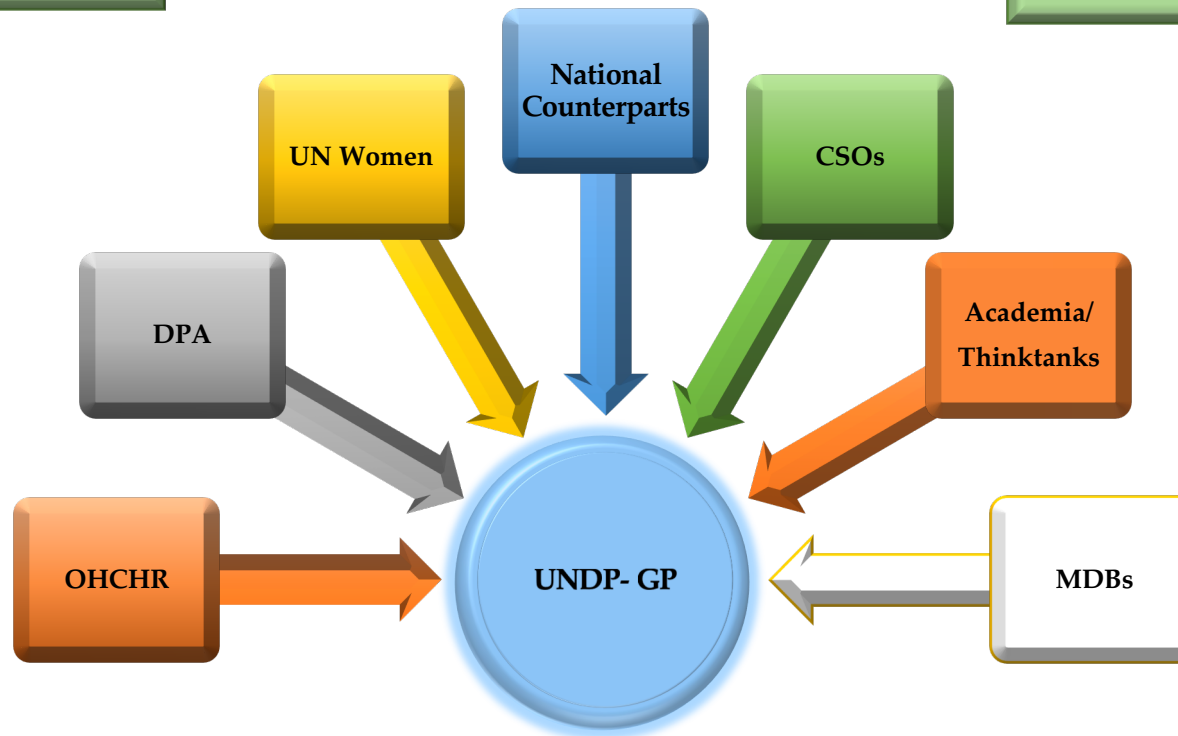 National
Counterparts
UN Women
CSOs
DPA
Academia/
Thinktanks
OHCHR
UNDP- GP
MDBs